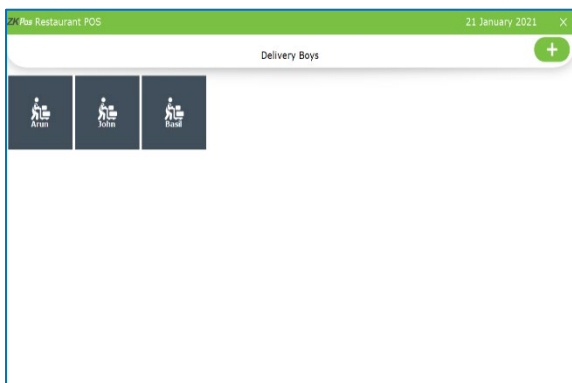 ZKPos Restaurant POS 21 January 2021 X
Delivery Boys
+
Arun John Basil